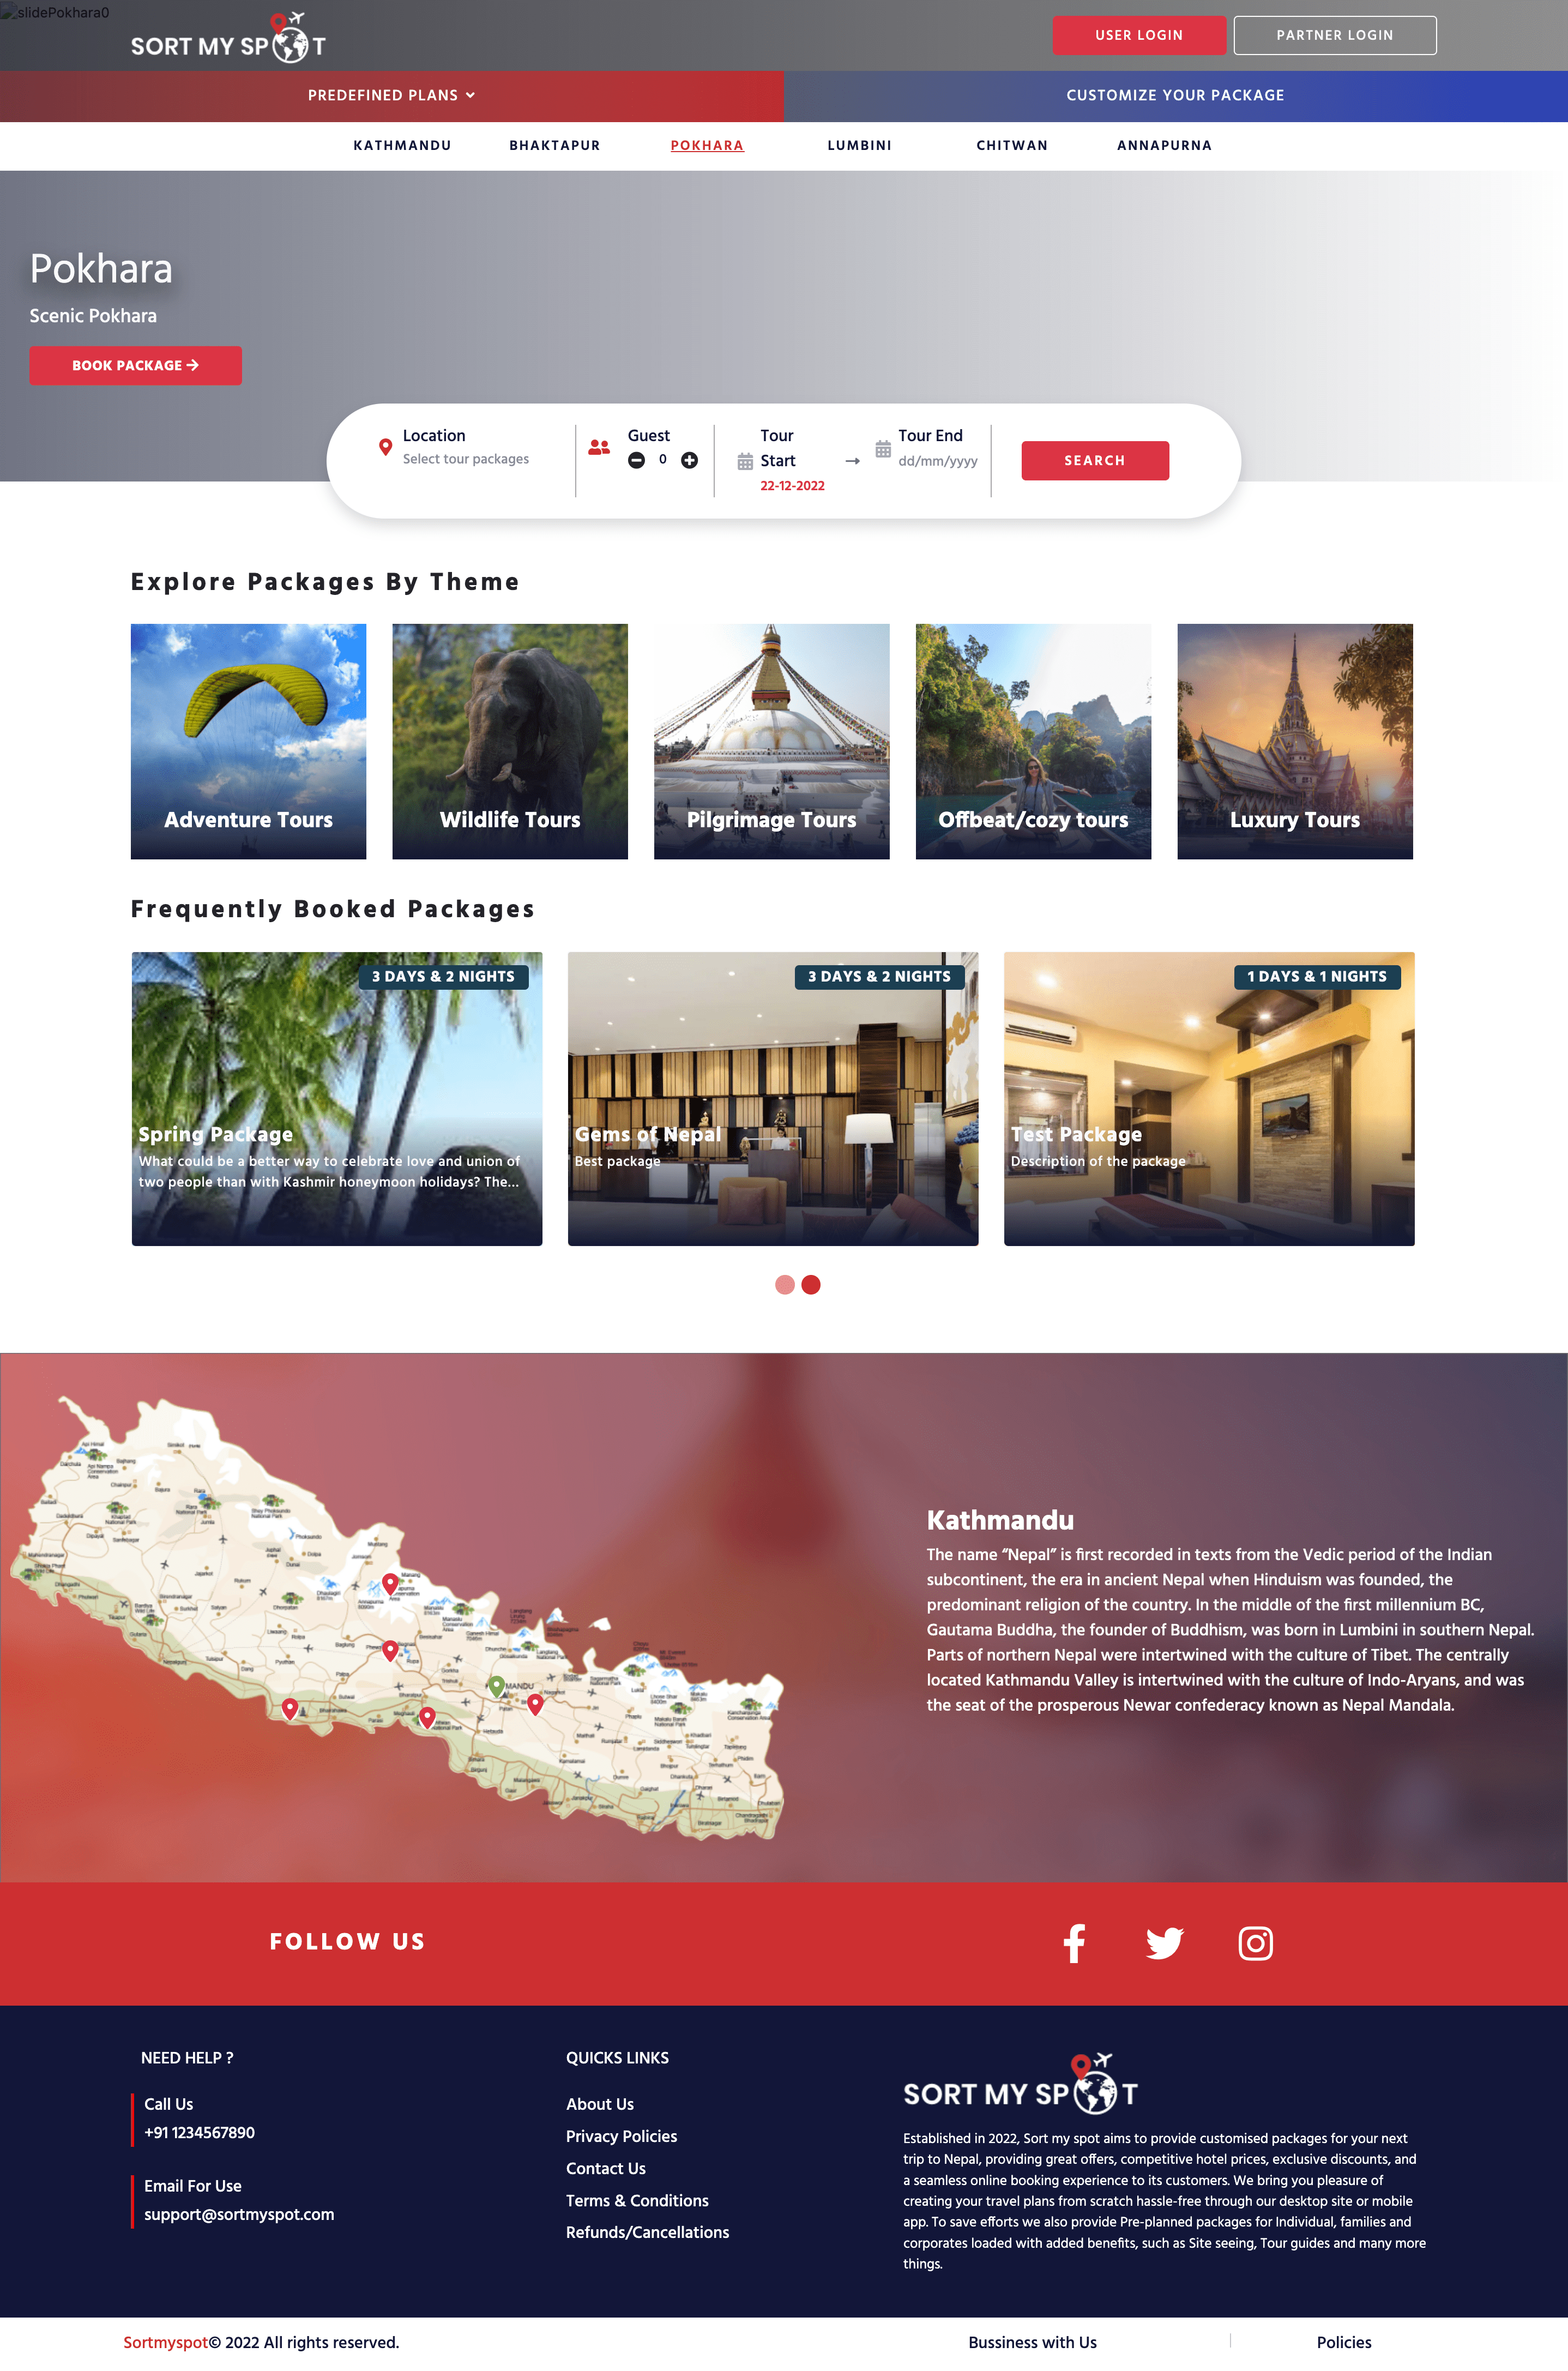 slidePokhara0
SORT MY SPOT
USER LOGIN
PARTNER LOGIN
PREDEFINED PLANS
CUSTOMIZE YOUR PACKAGE
KATHMANDU
BHAKTAPUR
POKHARA
LUMBINI
CHITWAN
ANNAPURNA
Pokhara
Scenic Pokhara
BOOK PACKAGE
Location
Select tour packages
Guest
0
Tour
Start
22-12-2022
Tour End
dd/mm/yyyy
SEARCH
Explore Packages By Theme
Adventure Tours
Wildlife Tours
Pilgrimage Tours
Offbeat/cozy tours
Luxury Tours
Frequently Booked Packages
3 DAYS & 2 NIGHTS
Spring Package
What could be a better way to celebrate love and union of
two people than with Kashmir honeymoon holidays? The...
3 DAYS & 2 NIGHTS
Gems of Nepal
Best package
1 DAYS & 1 NIGHTS
Test Package
Description of the package
Kathmandu
The name “Nepal” is first recorded in texts from the Vedic period of the Indian
subcontinent, the era in ancient Nepal when Hinduism was founded, the
predominant religion of the country. In the middle of the first millennium BC,
Gautama Buddha, the founder of Buddhism, was born in Lumbini in southern Nepal.
Parts of northern Nepal were intertwined with the culture of Tibet. The centrally
located Kathmandu Valley is intertwined with the culture of Indo-Aryans, and was
the seat of the prosperous Newar confederacy known as Nepal Mandala.
FOLLOW US
NEED HELP ?
Call Us
+91 1234567890
Email For Use
support@sortmyspot.com
QUICKS LINKS
About Us
Privacy Policies
Contact Us
Terms & Conditions
Refunds/Cancellations
SORT MY SPOT
Established in 2022, Sort my spot aims to provide customised packages for your next
trip to Nepal, providing great offers, competitive hotel prices, exclusive discounts, and
a seamless online booking experience to its customers. We bring you pleasure of
creating your travel plans from scratch hassle-free through our desktop site or mobile
app. To save efforts we also provide Pre-planned packages for Individual, families and
corporates loaded with added benefits, such as Site seeing, Tour guides and many more
things.
Sortmyspot© 2022 All rights reserved.
Bussiness with Us
Policies